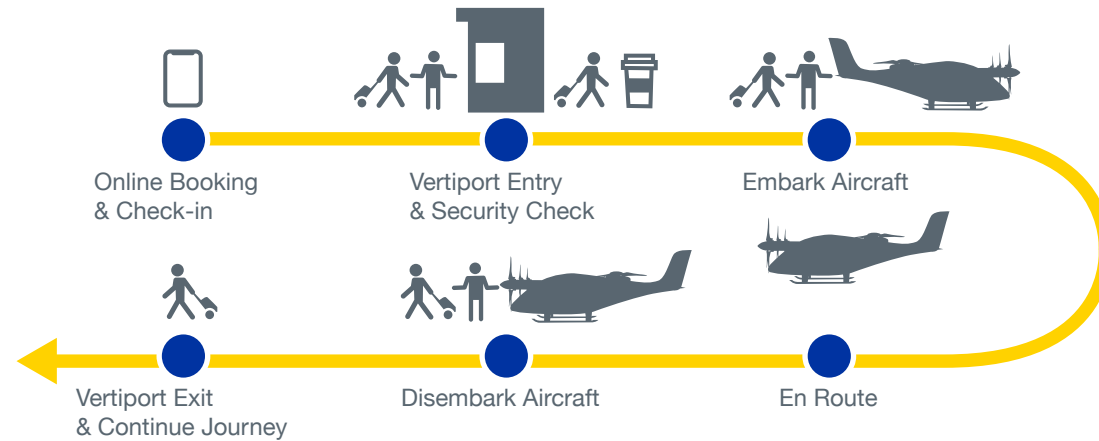 Online Booking
& Check-in
Vertiport Entry
& Security Check
Embark Aircraft
Vertiport Exit
& Continue Journey
Disembark Aircraft
En Route